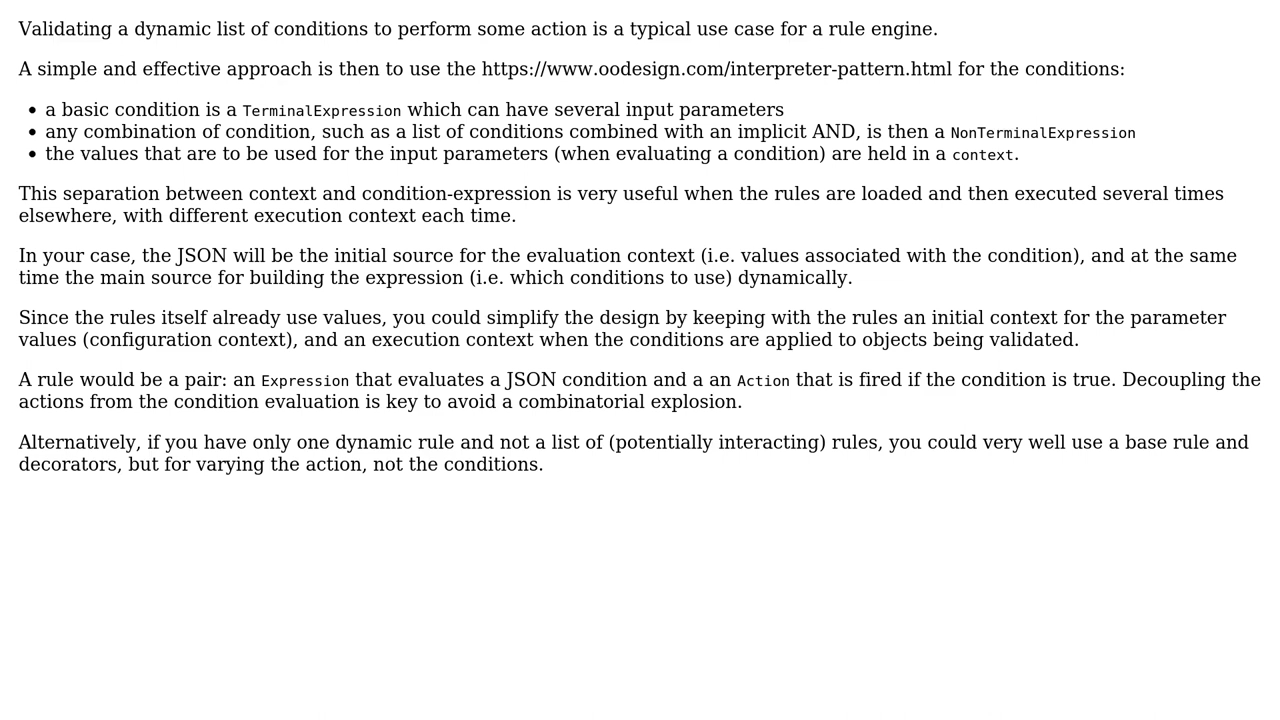 Validating a dynamic list of conditions to perform some action is a typical use case for a rule engine.
A simple and effective approach is then to use the https://www.oodesign.com/interpreter-pattern.html for the conditions:
• a basic condition is a TerminalExpression which can have several input parameters
• any combination of condition, such as a list of conditions combined with an implicit AND, is then a NonTerminalExpression
• the values that are to be used for the input parameters (when evaluating a condition) are held in a context.
This separation between context and condition-expression is very useful when the rules are loaded and then executed several times
elsewhere, with different execution context each time.
In your case, the JSON will be the initial source for the evaluation context (i.e. values associated with the condition), and at the same
time the main source for building the expression (i.e. which conditions to use) dynamically.
Since the rules itself already use values, you could simplify the design by keeping with the rules an initial context for the parameter
values (configuration context), and an execution context when the conditions are applied to objects being validated.
A rule would be a pair: an Expression that evaluates a JSON condition and a an Action that is fired if the condition is true. Decoupling the
actions from the condition evaluation is key to avoid a combinatorial explosion.
Alternatively, if you have only one dynamic rule and not a list of (potentially interacting) rules, you could very well use a base rule and
decorators, but for varying the action, not the conditions.